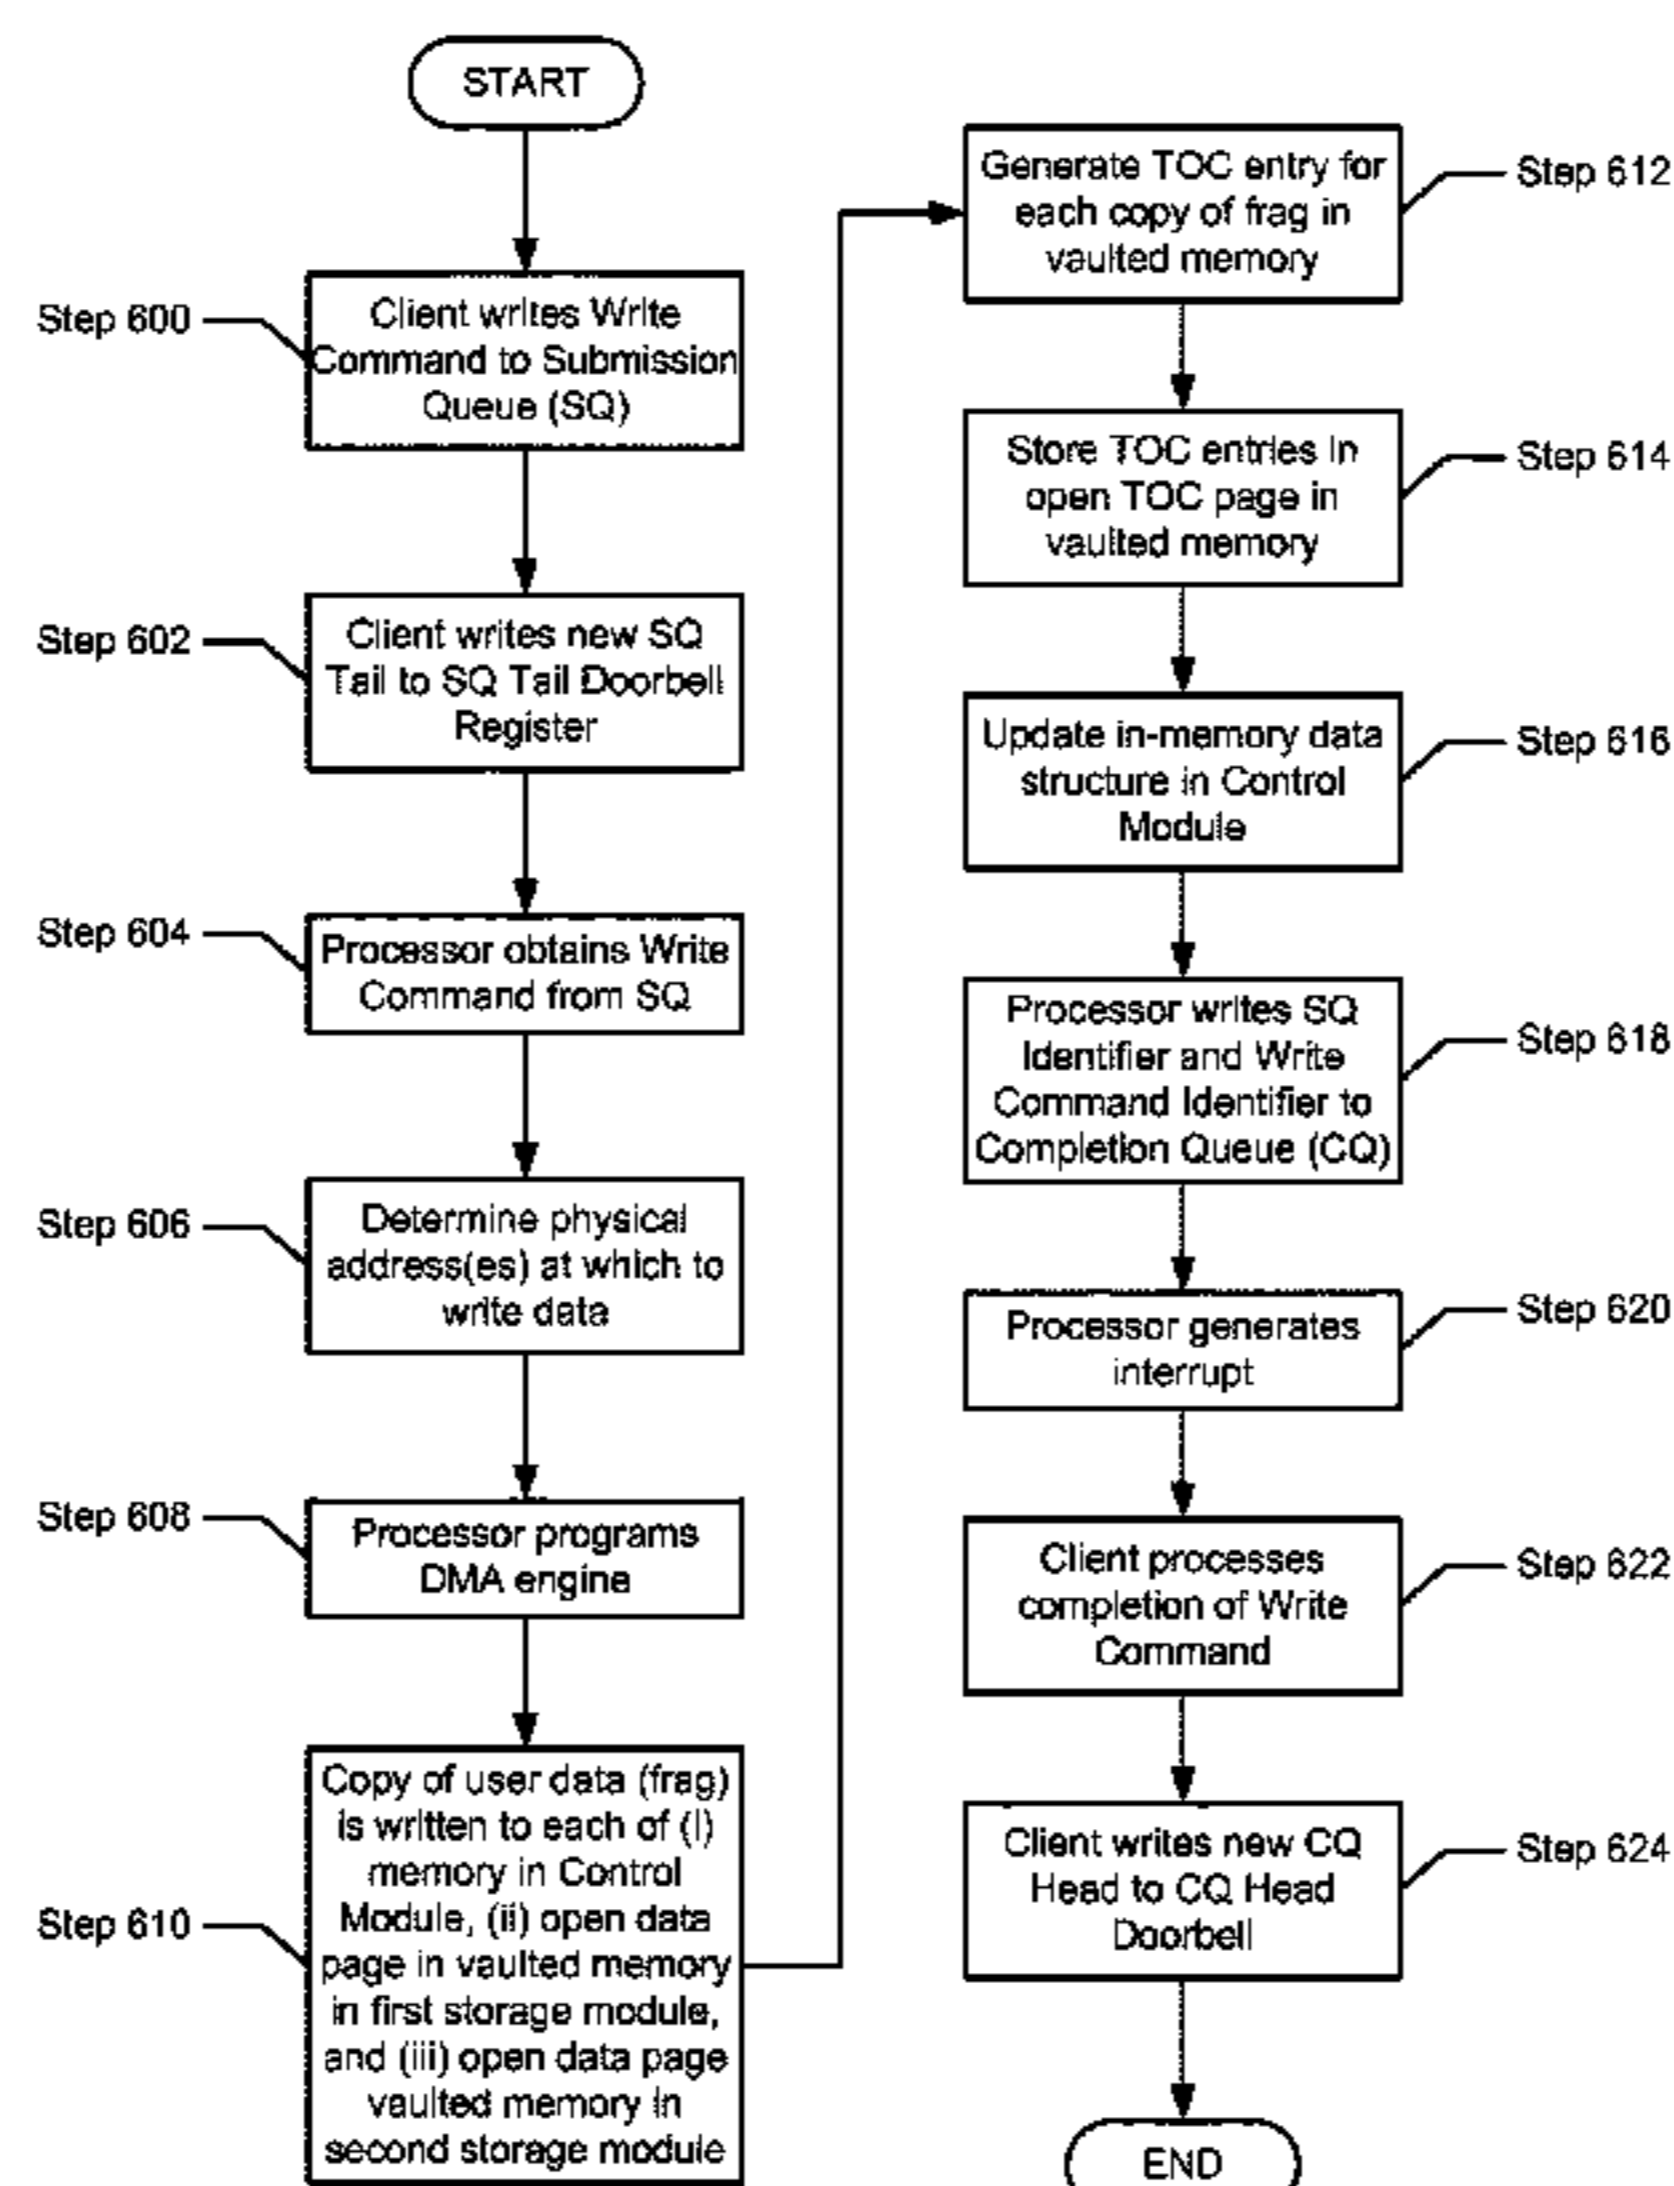 START
Step 600
Client writes Write
Command to Submission
Queue (SQ)
Step 602
Client writes new SQ
Tail to SQ Tail Doorbell
Register
Step 604
Processor obtains Write
Command from SQ
Step 606
Determine physical
address(es) at which to
write data
Step 608
Processor programs
DMA engine
Step 610
Copy of user data (frag)
is written to each of (i)
memory in Control
Module, (ii) open data
page in vaulted memory
in first storage module,
and (iii) open data page
vaulted memory in
second storage module
Generate TOC entry for
each copy of frag in
vaulted memory
Step 612
Store TOC entries in
open TOC page in
vaulted memory
Step 614
Update in-memory data
structure in Control
Module
Step 616
Processor writes SQ
Identifier and Write
Command Identifier to
Completion Queue (CQ)
Step 618
Processor generates
interrupt
Step 620
Client processes
completion of Write
Command
Step 622
Client writes new CQ
Head to CQ Head
Doorbell
Step 624
END